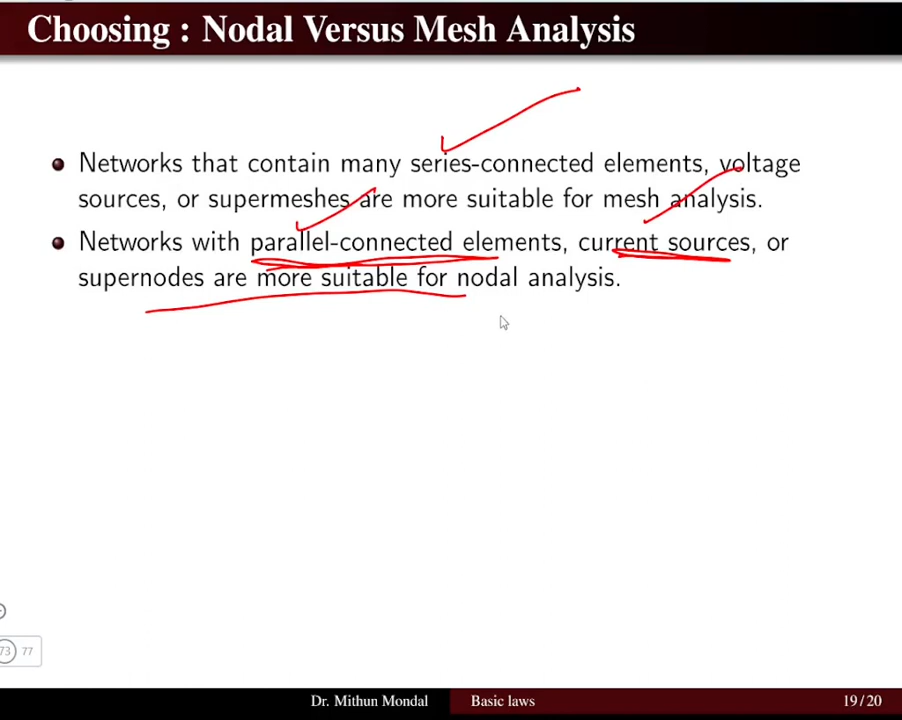 Choosing : Nodal Versus Mesh Analysis
Networks that contain many series-connected elements, voltage
sources, or supermeshes are more suitable for mesh analysis.
Networks with parallel-connected elements, current sources, or
supernodes are more suitable for nodal analysis.
73 77
Dr. Mithun Mondal Basic laws 19/20